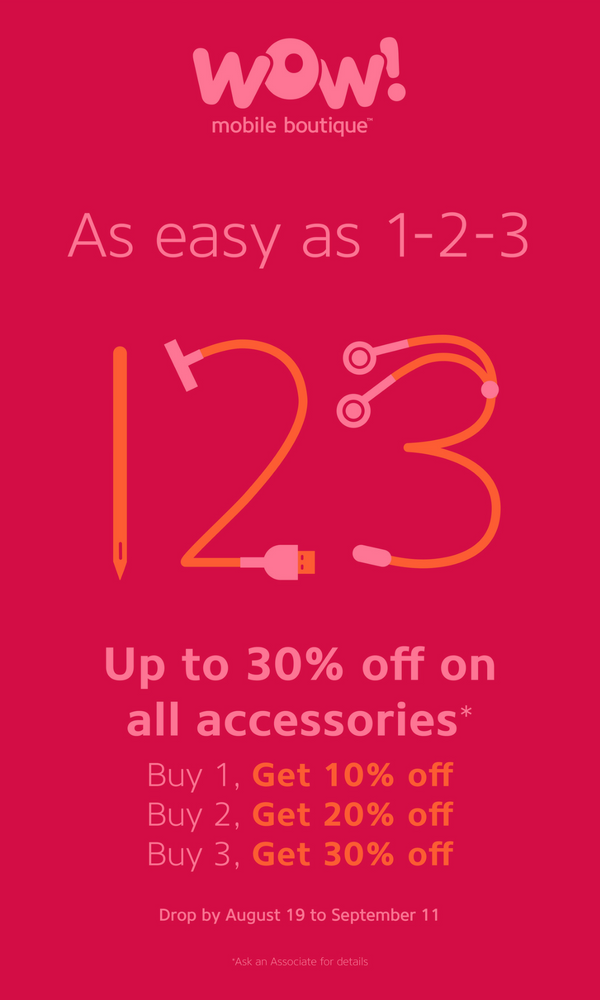 WOW!
mobile boutique™
As easy as 1-2-3
123
Up to 30% off on
all accessories*
Buy 1, Get 10% off
Buy 2, Get 20% off
Buy 3, Get 30% off
Drop by August 19 to September 11
*Ask an Associate for details